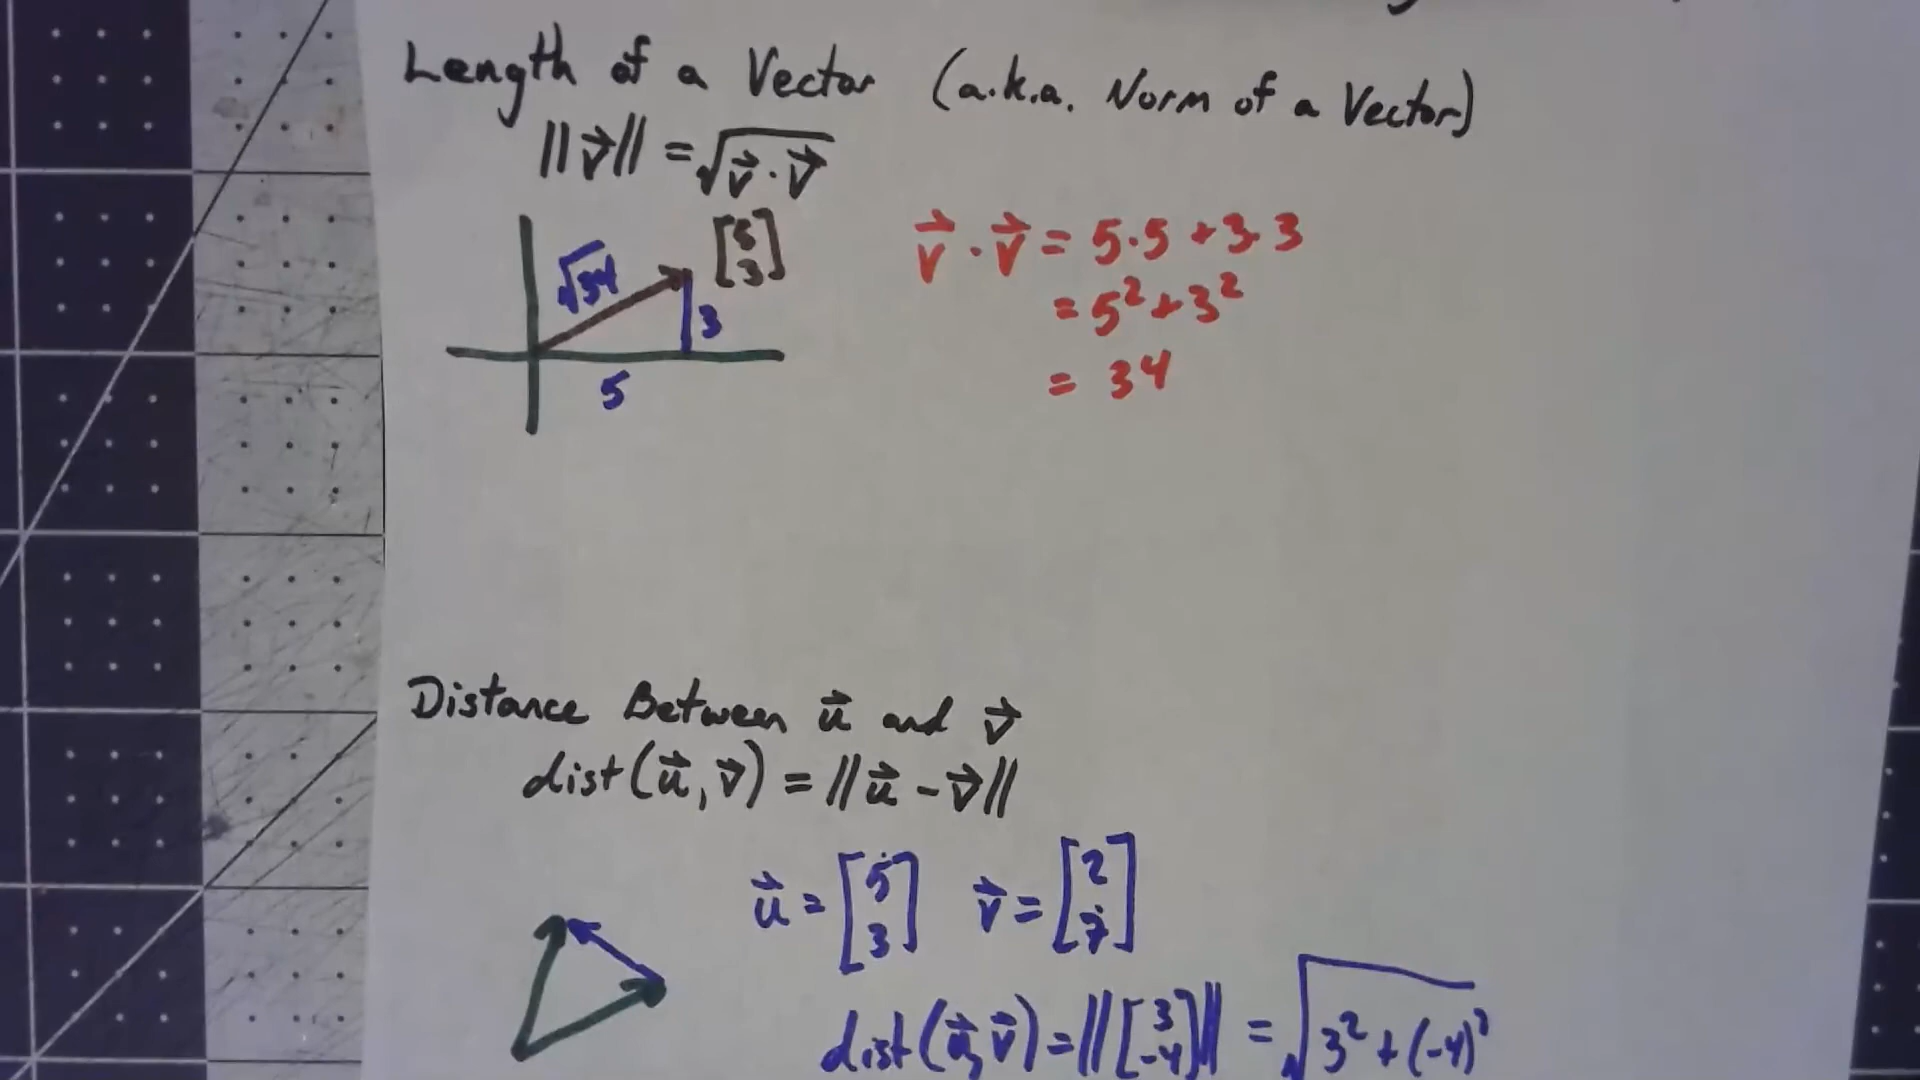 Length of a Vector (a.k.a. Norm of a Vector)
||v⃗|| = √(v⃗ · v⃗)
√34
[5 3]
3
5
v⃗ · v⃗ = 5·5 + 3·3
= 5² + 3²
= 34
Distance Between u⃗ and v⃗
dist(u⃗, v⃗) = ||u⃗ - v⃗||
u⃗ = [5 3] v⃗ = [2 7]
dist(u⃗, v⃗) = ||[3 -4]|| = √(3² + (-4)²)